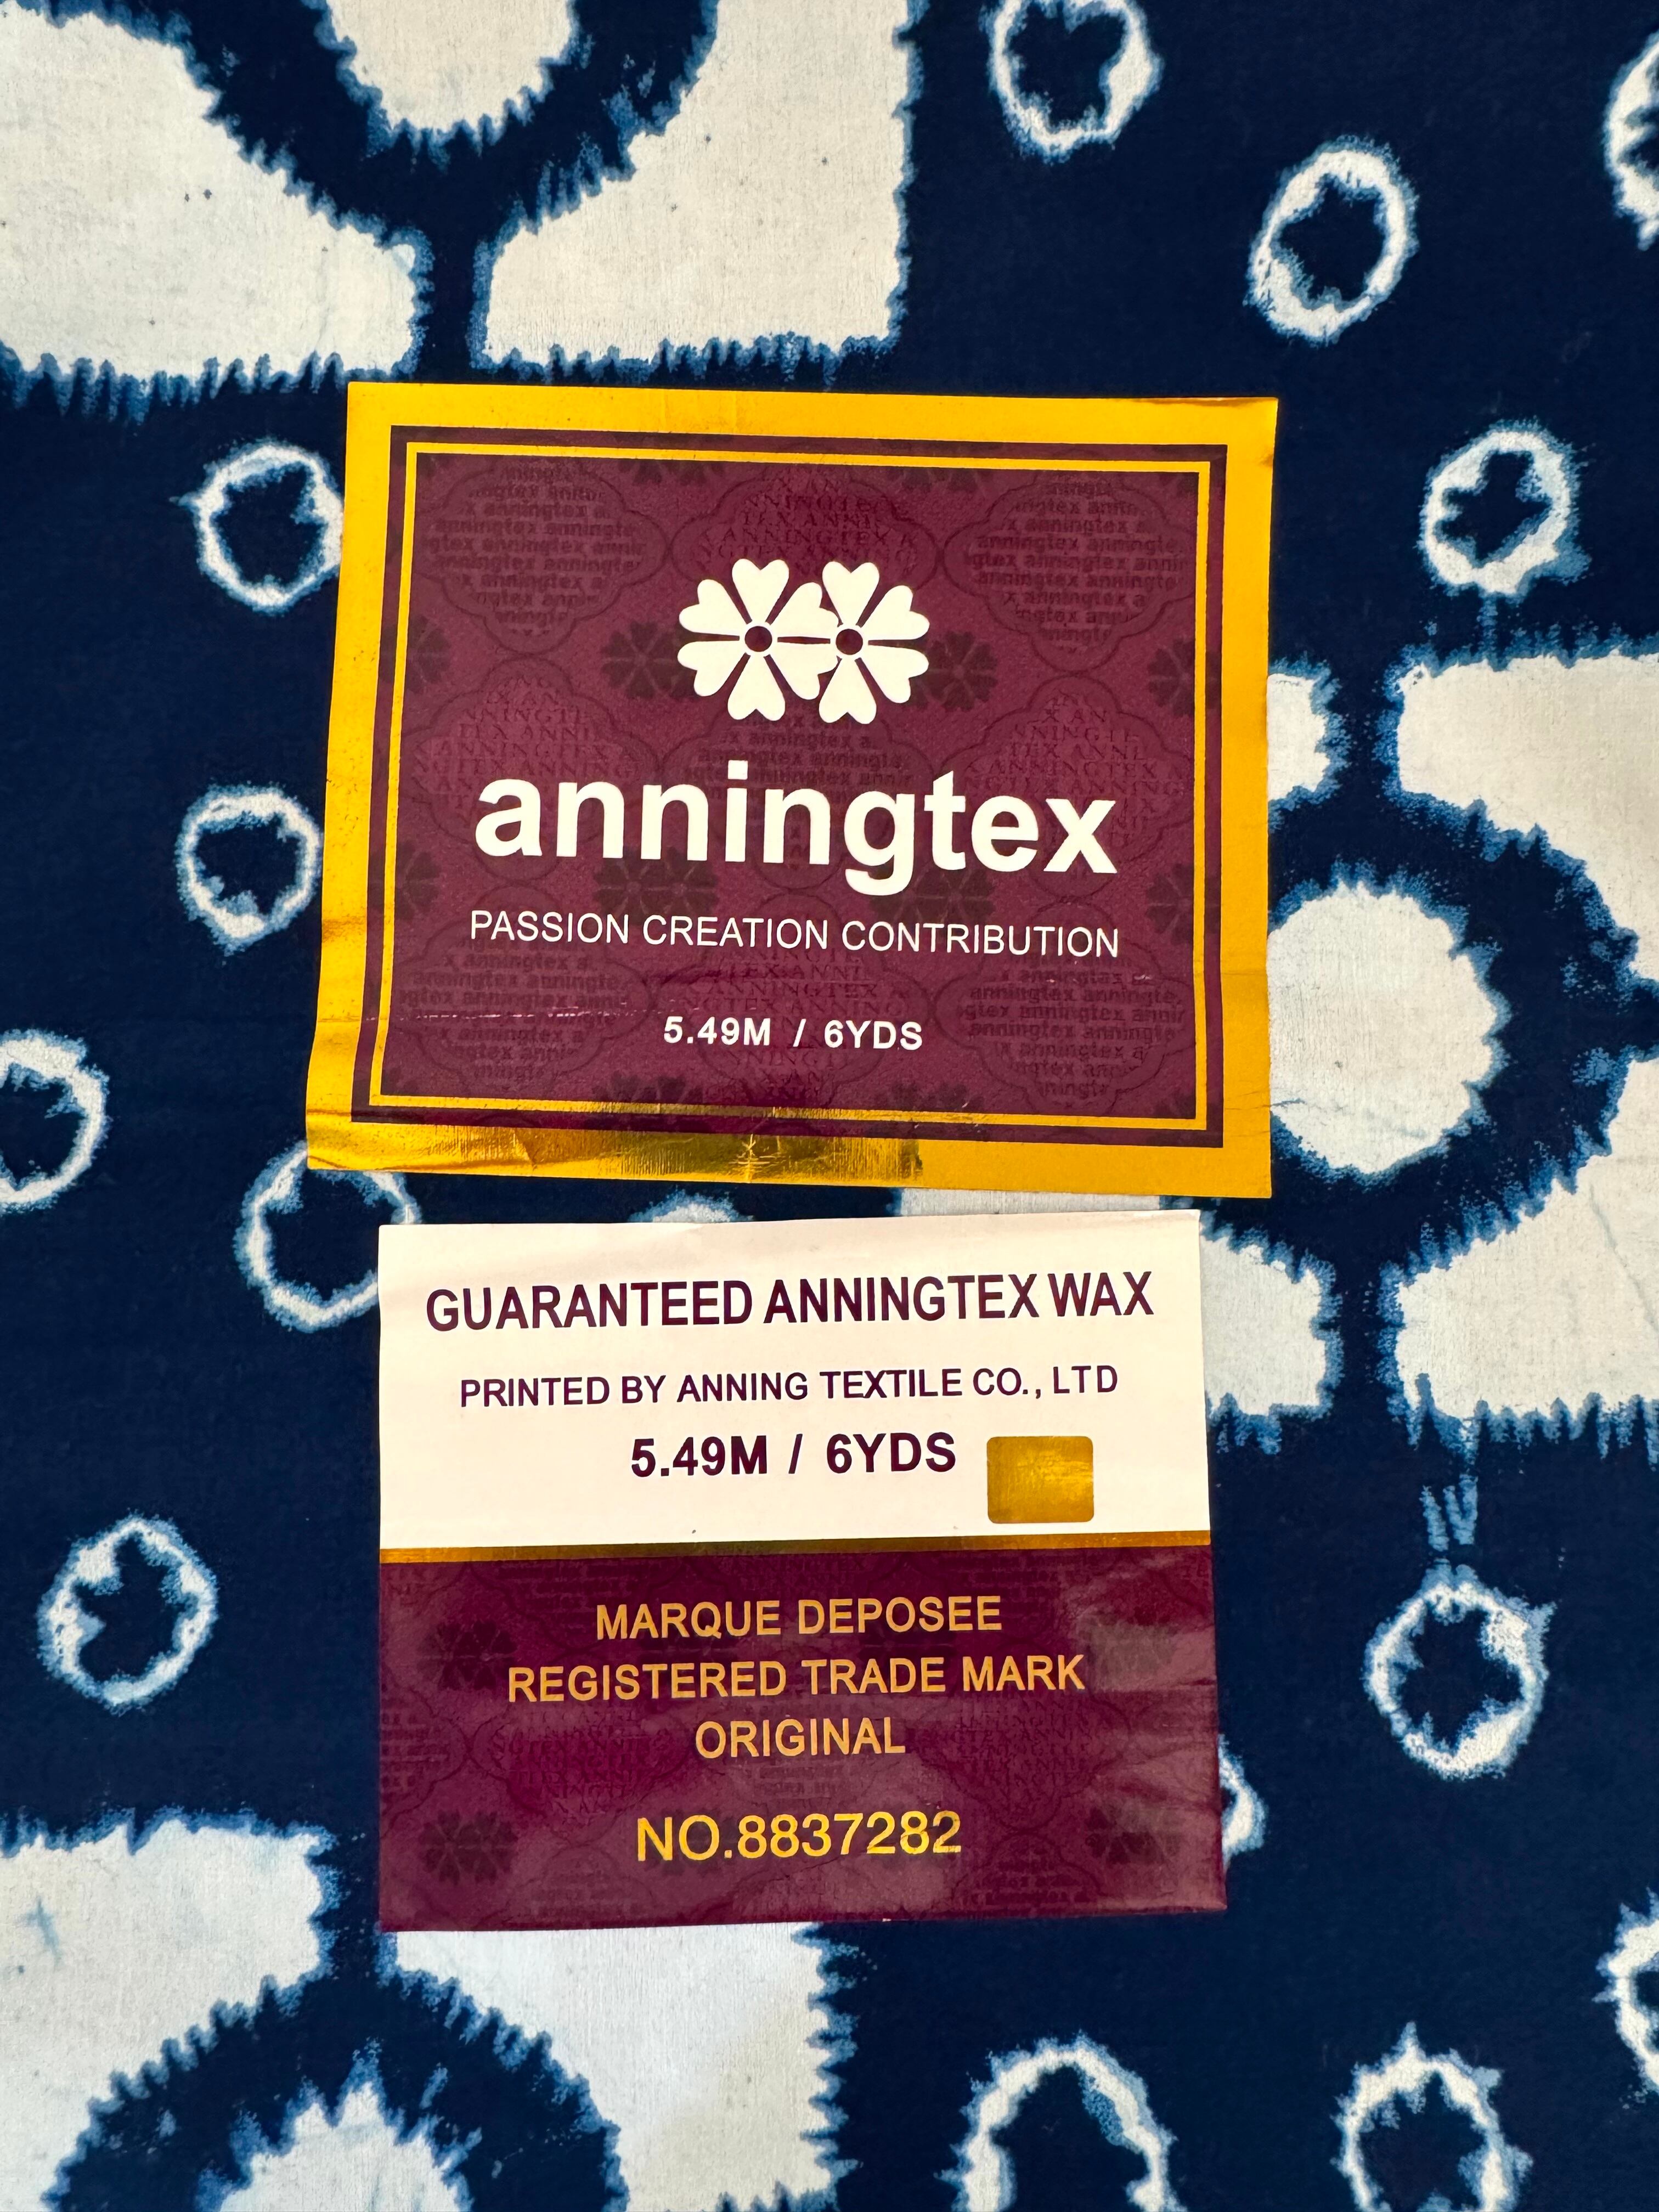 anningtex
PASSION CREATION CONTRIBUTION
5.49M / 6YDS
GUARANTEED ANNINGTEX WAX
PRINTED BY ANNING TEXTILE CO., LTD
5.49M / 6YDS
MARQUE DEPOSEE
REGISTERED TRADE MARK
ORIGINAL
NO.8837282